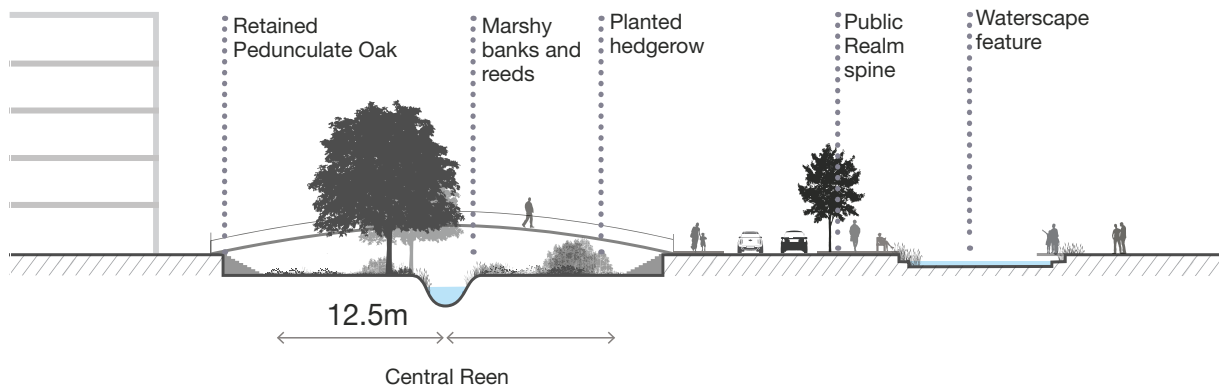 Retained
Pedunculate Oak
Marshy
banks and
reeds
Planted
hedgerow
Public
Realm
spine
Waterscape
feature
12.5m
Central Reen